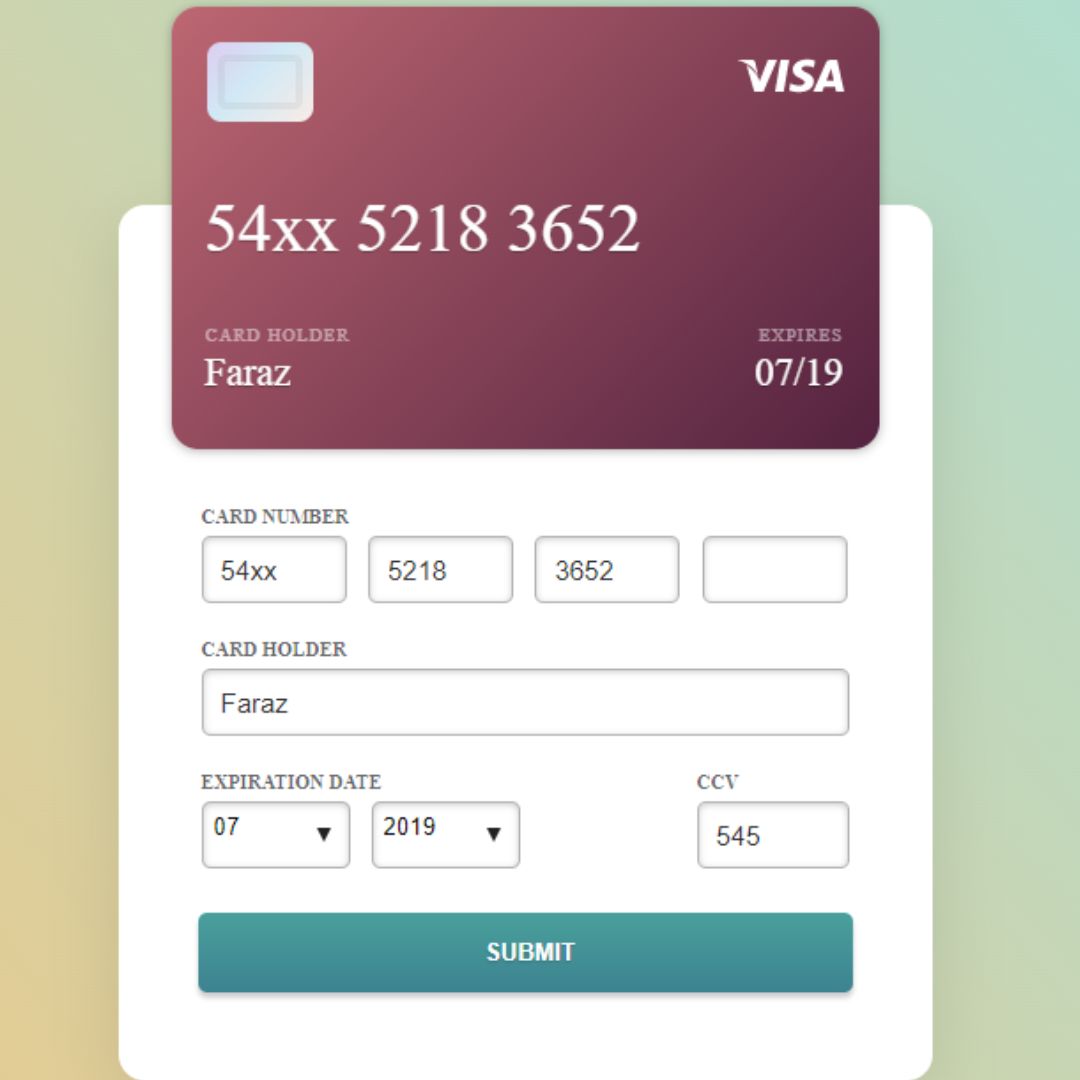 VISA
54xx 5218 3652
CARD HOLDER EXPIRES
Faraz 07/19
CARD NUMBER
54xx 5218 3652
CARD HOLDER
Faraz
EXPIRATION DATE CCV
07 ▼ 2019 ▼ 545
SUBMIT